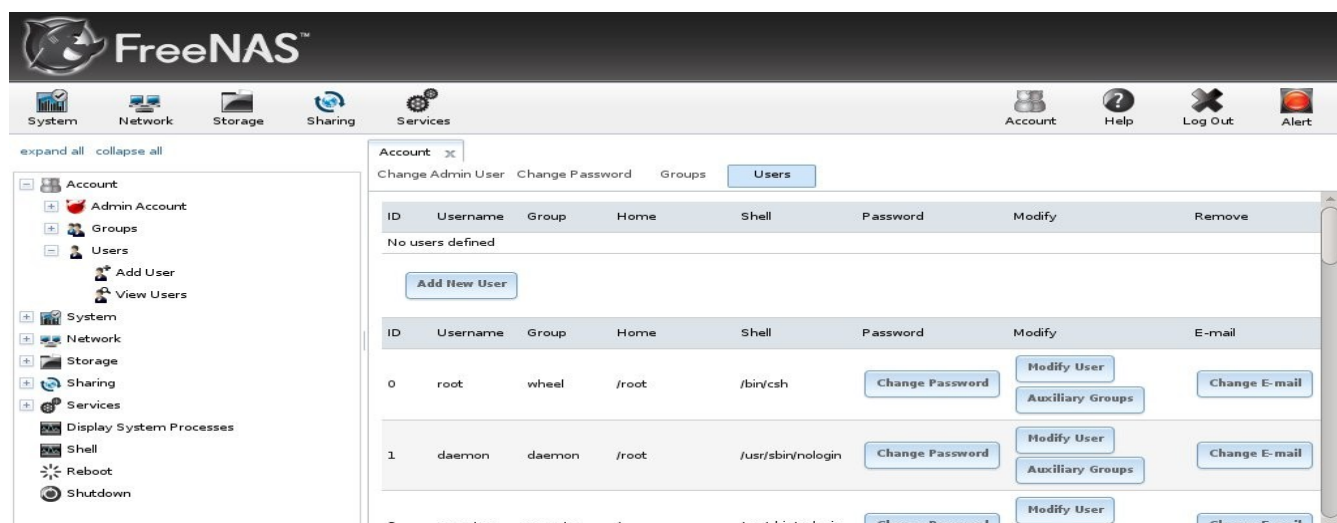 FreeNAS™
System Network Storage Sharing Services Account Help Log Out Alert
expand all collapse all
Account
Admin Account
Groups
Users
Add User
View Users
System
Network
Storage
Sharing
Services
Display System Processes
Shell
Reboot
Shutdown
Account
Change Admin User Change Password Groups Users
ID Username Group Home Shell Password Modify Remove
No users defined
Add New User
ID Username Group Home Shell Password Modify E-mail
0 root wheel /root /bin/csh Change Password Modify User Auxiliary Groups Change E-mail
1 daemon daemon /root /usr/sbin/nologin Change Password Modify User Auxiliary Groups Change E-mail
Modify User